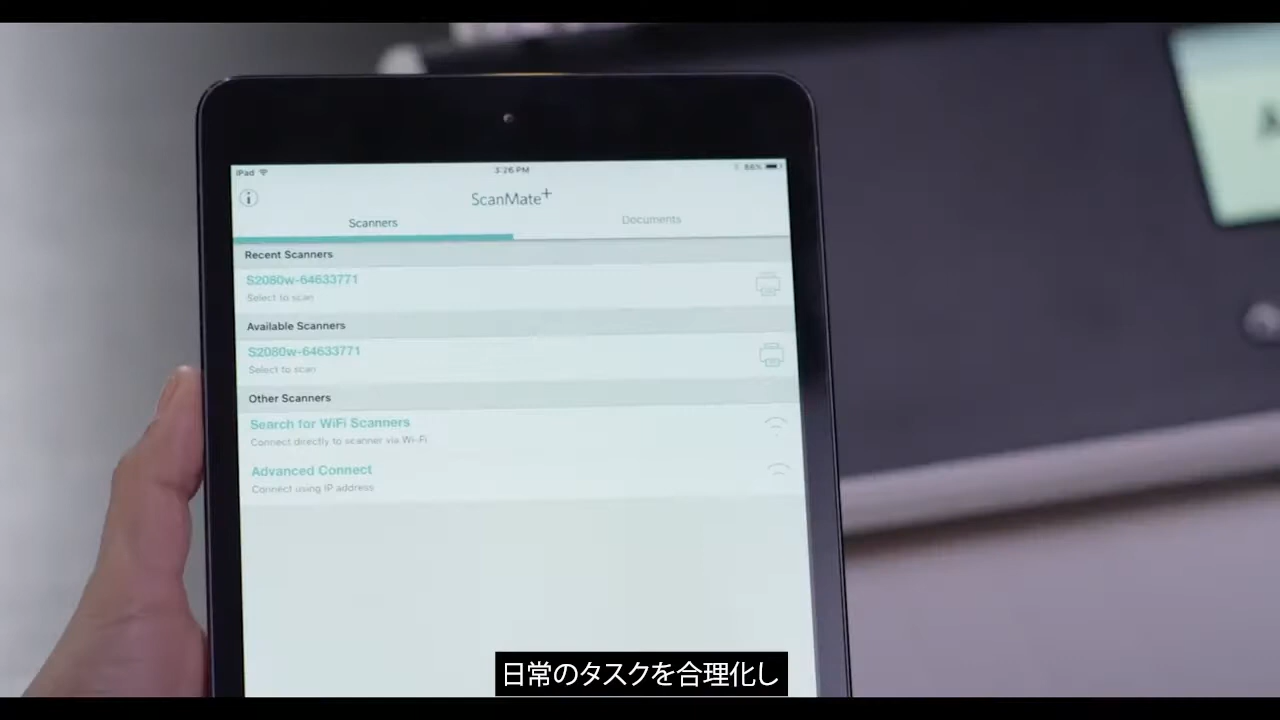 iPad
3:26 PM
86%
ScanMate+
Scanners
Documents
Recent Scanners
S2080w-64633771
Select to scan
Available Scanners
S2080w-64633771
Select to scan
Other Scanners
Search for WiFi Scanners
Connect directly to scanner via Wi-Fi
Advanced Connect
Connect using IP address
日常のタスクを合理化し